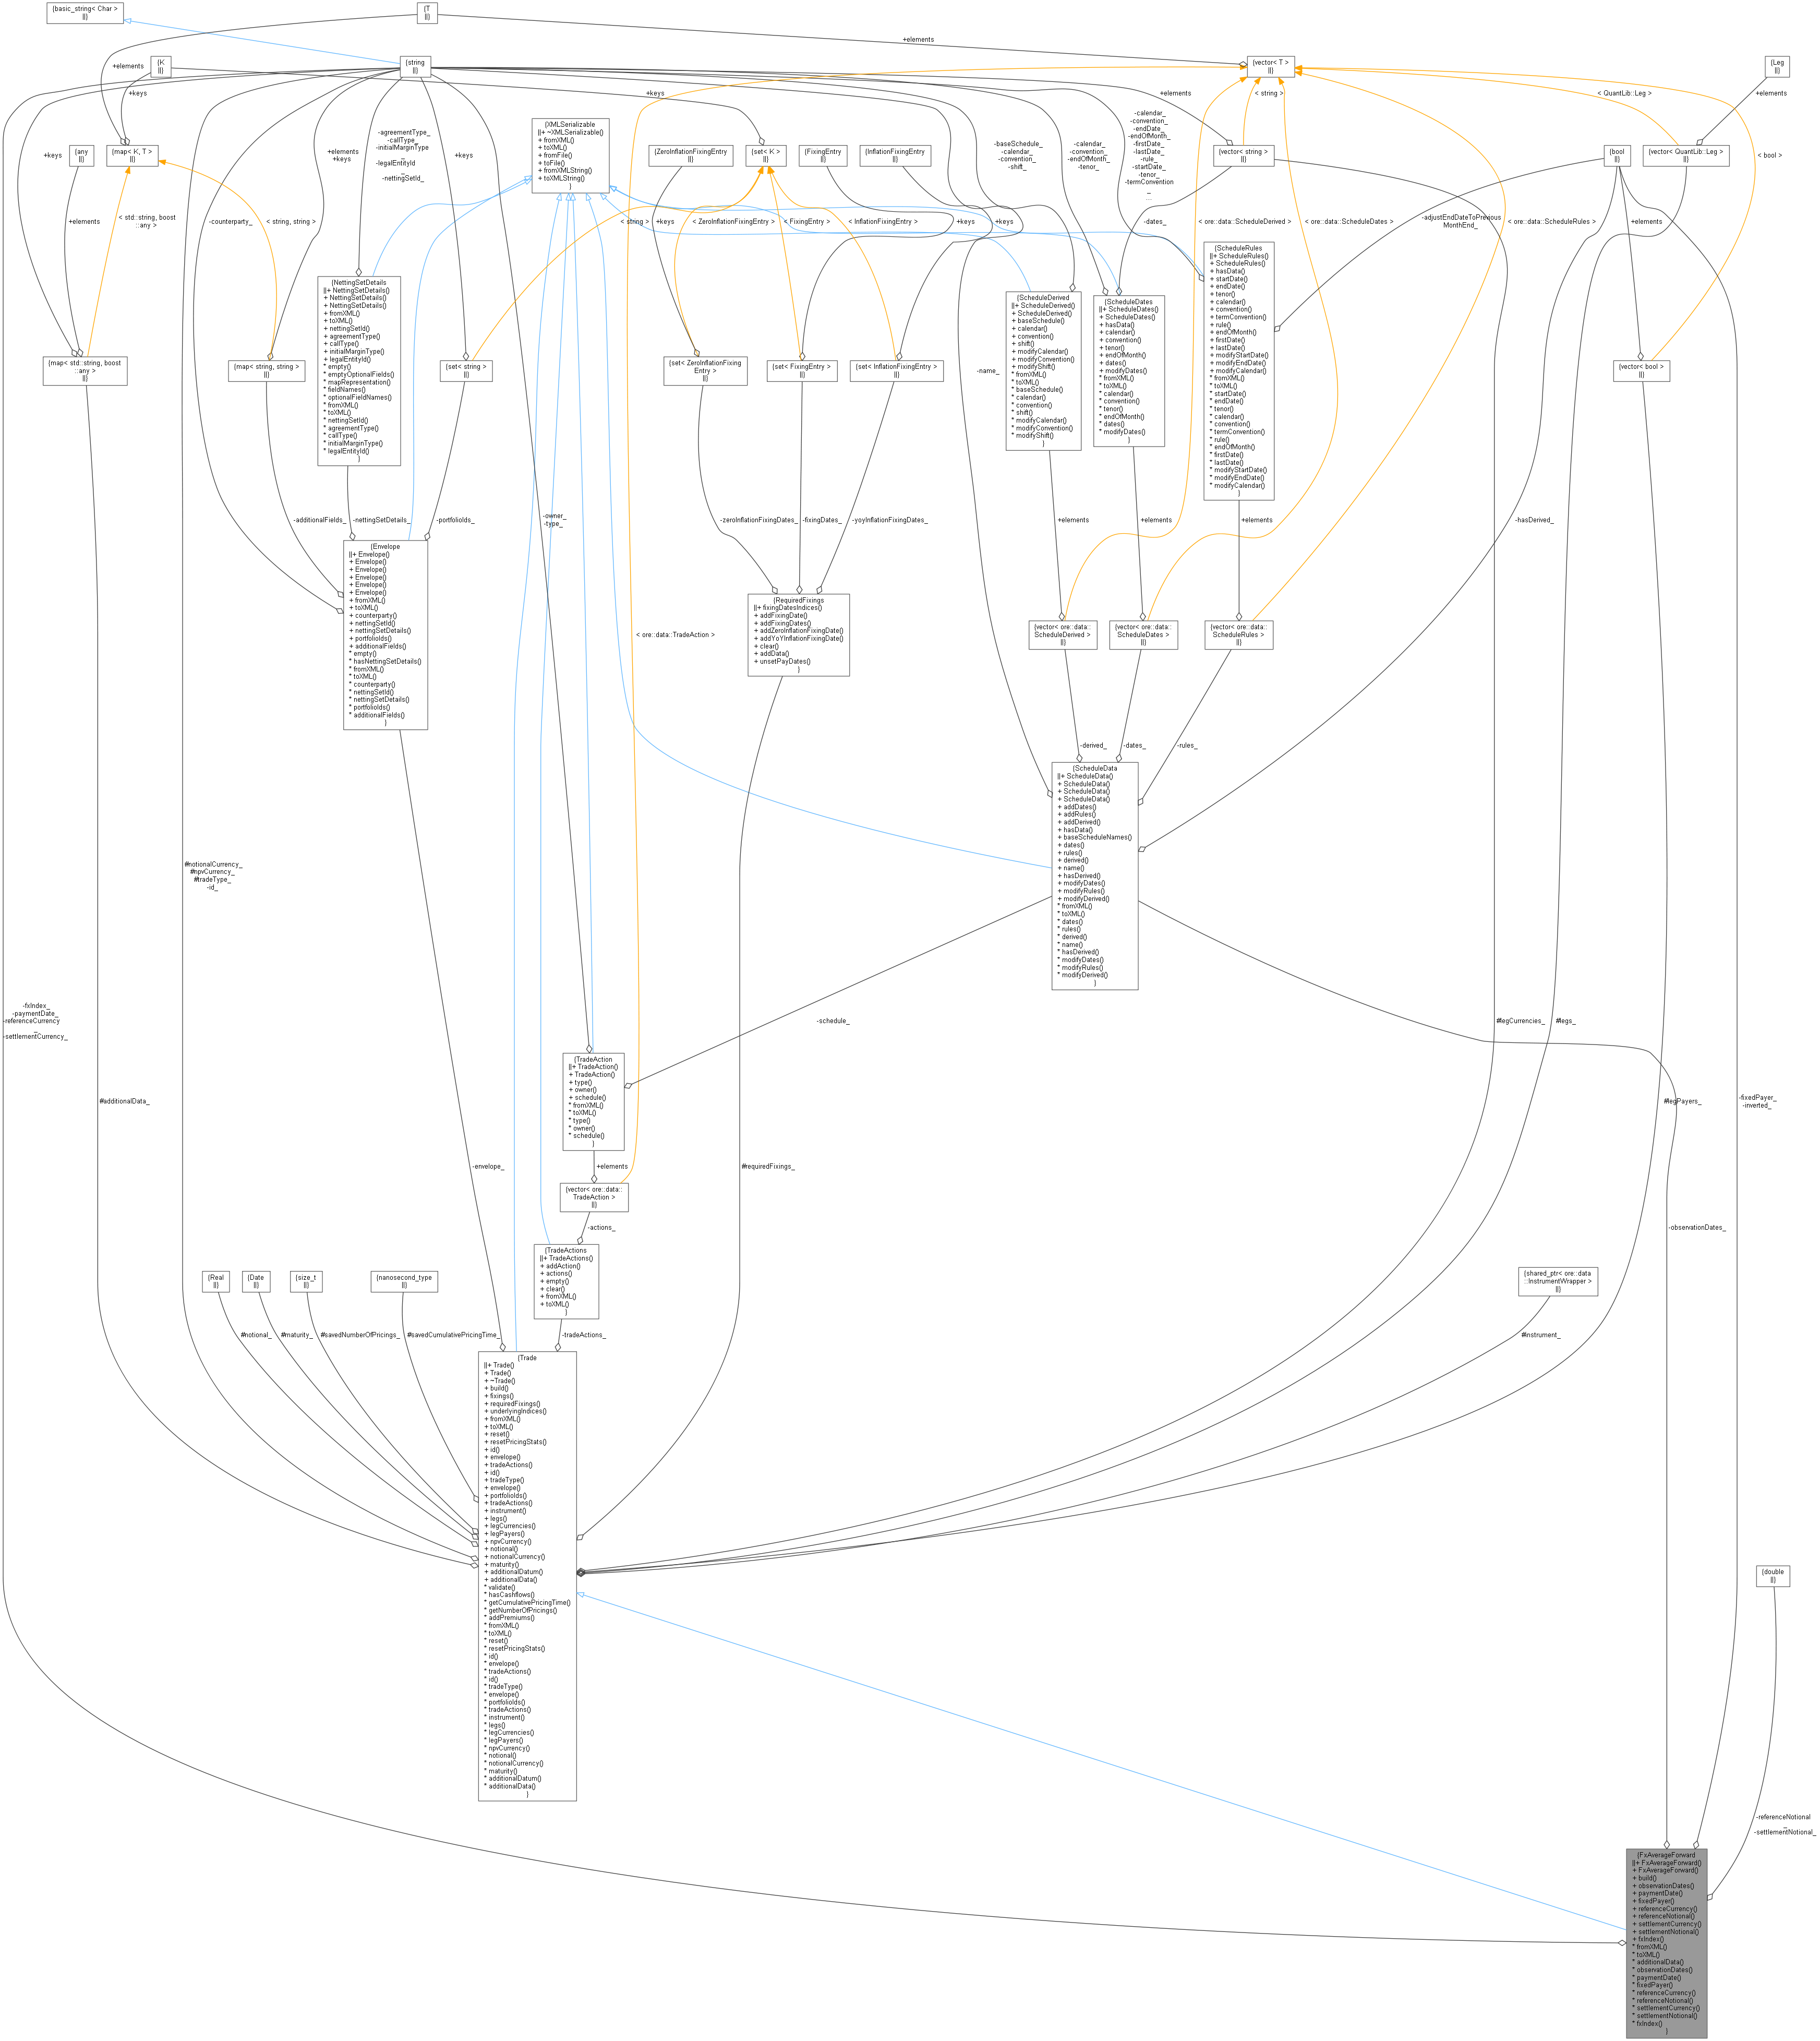 {basic_string< Char >
||}
{T
||}
+elements
{K
||}
{string
||}
{vector< T >
||}
{Leg
||}
+elements
+keys
+keys
+elements
< string >
< QuantLib::Leg >
+elements
{XMLSerializable
||+ ~XMLSerializable()
+ fromXML()
+ toXML()
+ fromFile()
+ toFile()
+ fromXMLString()
+ toXMLString()
}
-agreementType_
-callType_
-initialMarginType
_
-legalEntityId
_
-nettingSetId_
+elements
+keys
+keys
+keys
{any
||}
{map< K, T >
||}
{ZeroInflationFixingEntry
||}
{set< K >
||}
{FixingEntry
||}
{InflationFixingEntry
||}
-baseSchedule_
-calendar_
-convention_
-shift_
-calendar_
-convention_
-endOfMonth_
-tenor_
-calendar_
-convention_
-endDate_
-endOfMonth_
-firstDate_
-lastDate_
-rule_
-startDate_
-tenor_
-termConvention
_
{vector< string >
||}
{bool
||}
{vector< QuantLib::Leg >
||}
< bool >
+elements
< std::string, boost
::any >
-counterparty_
< string, string >
< string >
+keys
< ZeroInflationFixingEntry >
< FixingEntry >
< InflationFixingEntry >
+keys
+keys
-dates_
< ore::data::ScheduleDerived >
< ore::data::ScheduleDates >
-adjustEndDateToPrevious
MonthEnd_
< ore::data::ScheduleRules >
+elements
{NettingSetDetails
||+ NettingSetDetails()
+ NettingSetDetails()
+ NettingSetDetails()
+ fromXML()
+ toXML()
+ nettingSetId()
+ agreementType()
+ callType()
+ initialMarginType()
+ legalEntityId()
* empty()
* emptyOptionalFields()
* mapRepresentation()
* fieldNames()
* optionalFieldNames()
* fromXML()
* toXML()
* nettingSetId()
* agreementType()
* callType()
* initialMarginType()
* legalEntityId()
}
{ScheduleDerived
||+ ScheduleDerived()
+ ScheduleDerived()
+ baseSchedule()
+ calendar()
+ convention()
+ shift()
+ modifyCalendar()
+ modifyConvention()
+ modifyShift()
* fromXML()
* toXML()
* baseSchedule()
* calendar()
* convention()
* shift()
* modifyCalendar()
* modifyConvention()
* modifyShift()
}
{ScheduleDates
||+ ScheduleDates()
+ ScheduleDates()
+ hasData()
+ calendar()
+ convention()
+ tenor()
+ endOfMonth()
+ dates()
+ modifyDates()
* fromXML()
* toXML()
* calendar()
* convention()
* tenor()
* endOfMonth()
* dates()
* modifyDates()
}
{ScheduleRules
||+ ScheduleRules()
+ ScheduleRules()
+ hasData()
+ startDate()
+ endDate()
+ tenor()
+ calendar()
+ convention()
+ termConvention()
+ rule()
+ endOfMonth()
+ firstDate()
+ lastDate()
+ modifyStartDate()
+ modifyEndDate()
+ modifyCalendar()
* fromXML()
* toXML()
* startDate()
* endDate()
* tenor()
* calendar()
* convention()
* termConvention()
* rule()
* endOfMonth()
* firstDate()
* lastDate()
* modifyStartDate()
* modifyEndDate()
* modifyCalendar()
}
{map< std::string, boost
::any >
||}
{map< string, string >
||}
{set< string >
||}
{set< ZeroInflationFixing
Entry >
||}
{set< FixingEntry >
||}
{set< InflationFixingEntry >
||}
-name_
{vector< bool >
||}
-additionalFields_
-nettingSetDetails_
-portfolioIds_
-owner_
-type_
-zeroInflationFixingDates_
-fixingDates_
-yoyInflationFixingDates_
+elements
+elements
+elements
-hasDerived_
{Envelope
||+ Envelope()
+ Envelope()
+ Envelope()
+ Envelope()
+ Envelope()
+ Envelope()
+ fromXML()
+ toXML()
+ counterparty()
+ nettingSetId()
+ nettingSetDetails()
+ portfolioIds()
+ additionalFields()
* empty()
* hasNettingSetDetails()
* fromXML()
* toXML()
* counterparty()
* nettingSetId()
* nettingSetDetails()
* portfolioIds()
* additionalFields()
}
{RequiredFixings
||+ fixingDatesIndices()
+ addFixingDate()
+ addFixingDates()
+ addZeroInflationFixingDate()
+ addYoYInflationFixingDate()
+ clear()
+ addData()
+ unsetPayDates()
}
< ore::data::TradeAction >
{vector< ore::data::
ScheduleDerived >
||}
{vector< ore::data::
ScheduleDates >
||}
{vector< ore::data::
ScheduleRules >
||}
-derived_
-dates_
-rules_
{ScheduleData
||+ ScheduleData()
+ ScheduleData()
+ ScheduleData()
+ ScheduleData()
+ addDates()
+ addRules()
+ addDerived()
+ hasData()
+ baseScheduleNames()
+ dates()
+ rules()
+ derived()
+ name()
+ hasDerived()
+ modifyDates()
+ modifyRules()
+ modifyDerived()
* fromXML()
* toXML()
* dates()
* rules()
* derived()
* name()
* hasDerived()
* modifyDates()
* modifyRules()
* modifyDerived()
}
#notionalCurrency_
#npvCurrency_
#tradeType_
-id_
-fxIndex_
-paymentDate_
-referenceCurrency
_
-settlementCurrency_
-schedule_
#legCurrencies_
#legs_
{TradeAction
||+ TradeAction()
+ TradeAction()
+ type()
+ owner()
+ schedule()
* fromXML()
* toXML()
* type()
* owner()
* schedule()
}
#additionalData_
#legPayers_
-fixedPayer_
-inverted_
-envelope_
+elements
#requiredFixings_
{vector< ore::data::
TradeAction >
||}
-actions_
-observationDates_
{TradeActions
||+ TradeActions()
+ addAction()
+ actions()
+ empty()
+ clear()
+ fromXML()
+ toXML()
}
{Real
||}
{Date
||}
{size_t
||}
{nanosecond_type
||}
{shared_ptr< ore::data
::InstrumentWrapper >
||}
#notional_
#maturity_
#savedNumberOfPricings_
#savedCumulativePricingTime_
-tradeActions_
#instrument_
{Trade
||+ Trade()
+ Trade()
+ ~Trade()
+ build()
+ fixings()
+ requiredFixings()
+ underlyingIndices()
+ fromXML()
+ toXML()
+ reset()
+ resetPricingStats()
+ id()
+ envelope()
+ tradeActions()
+ id()
+ tradeType()
+ envelope()
+ portfolioIds()
+ tradeActions()
+ instrument()
+ legs()
+ legCurrencies()
+ legPayers()
+ npvCurrency()
+ notional()
+ notionalCurrency()
+ maturity()
+ additionalDatum()
+ additionalData()
* validate()
* hasCashflows()
* getCumulativePricingTime()
* getNumberOfPricings()
* addPremiums()
* fromXML()
* toXML()
* reset()
* resetPricingStats()
* id()
* envelope()
* tradeActions()
* id()
* tradeType()
* envelope()
* portfolioIds()
* tradeActions()
* instrument()
* legs()
* legCurrencies()
* legPayers()
* npvCurrency()
* notional()
* notionalCurrency()
* maturity()
* additionalDatum()
* additionalData()
}
{double
||}
-referenceNotional
_
-settlementNotional_
{FxAverageForward
||+ FxAverageForward()
+ FxAverageForward()
+ build()
+ observationDates()
+ paymentDate()
+ fixedPayer()
+ referenceCurrency()
+ referenceNotional()
+ settlementCurrency()
+ settlementNotional()
+ fxIndex()
* fromXML()
* toXML()
* additionalData()
* observationDates()
* paymentDate()
* fixedPayer()
* referenceCurrency()
* referenceNotional()
* settlementCurrency()
* settlementNotional()
* fxIndex()
}